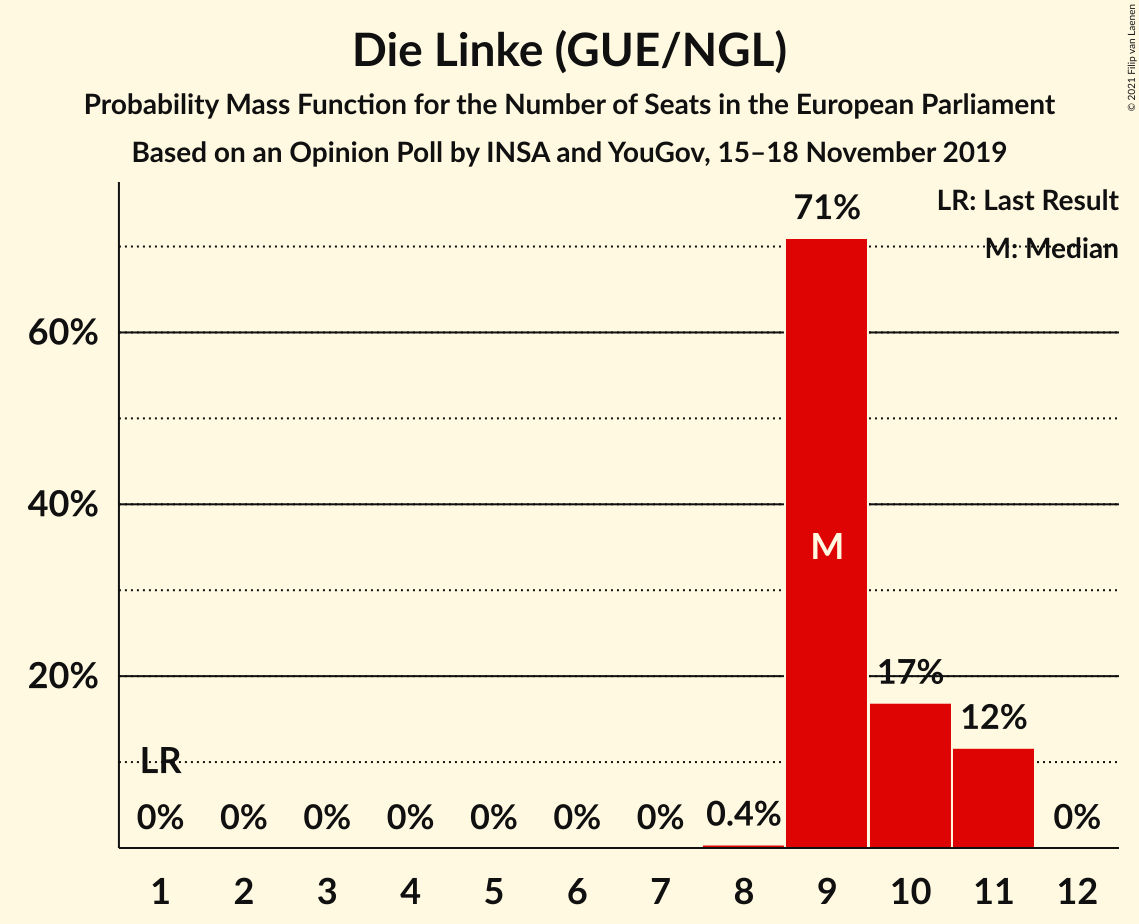 Die Linke (GUE/NGL)
Probability Mass Function for the Number of Seats in the European Parliament
Based on an Opinion Poll by INSA and YouGov, 15–18 November 2019
© 2021 Filip van Laenen
LR: Last Result
M: Median
71%
60%
40%
M
20%
17%
12%
LR
0%
0%
0%
0%
0%
0%
0%
0.4%
0%
1 2 3 4 5 6 7 8 9 10 11 12